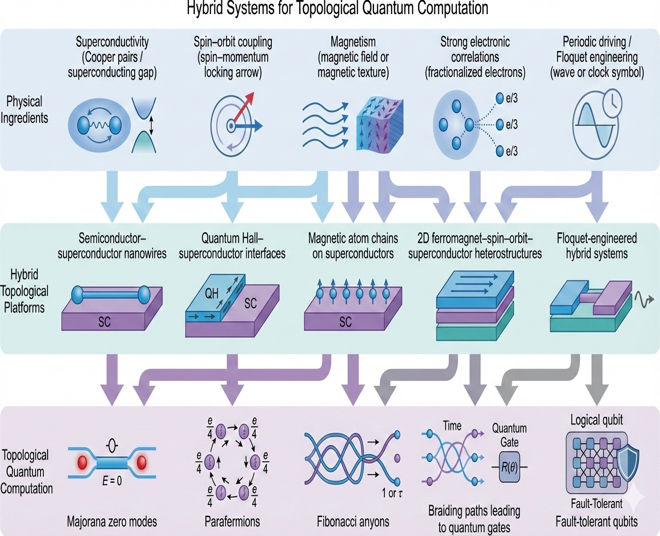 Hybrid Systems for Topological Quantum Computation
Physical
Ingredients
Superconductivity
(Cooper pairs /
superconducting gap)
Spin–orbit coupling
(spin–momentum
locking arrow)
Magnetism
(magnetic field or
magnetic texture)
Strong electronic
correlations
(fractionalized electrons)
e/3
e/3
e/3
Periodic driving /
Floquet engineering
(wave or clock symbol)
Hybrid
Topological
Platforms
Semiconductor–
superconductor nanowires
SC
Quantum Hall–
superconductor interfaces
QH
SC
Magnetic atom chains
on superconductors
SC
2D ferromagnet–spin–orbit–
superconductor heterostructures
Floquet-engineered
hybrid systems
Topological
Quantum
Computation
E = 0
Majorana zero modes
e/4
e/4
e/4
e/4
e/4
e/4
Parafermions
1 or τ
Fibonacci anyons
Time
Quantum
Gate
R(θ)
Braiding paths leading
to quantum gates
Logical qubit
Fault-Tolerant
Fault-tolerant qubits